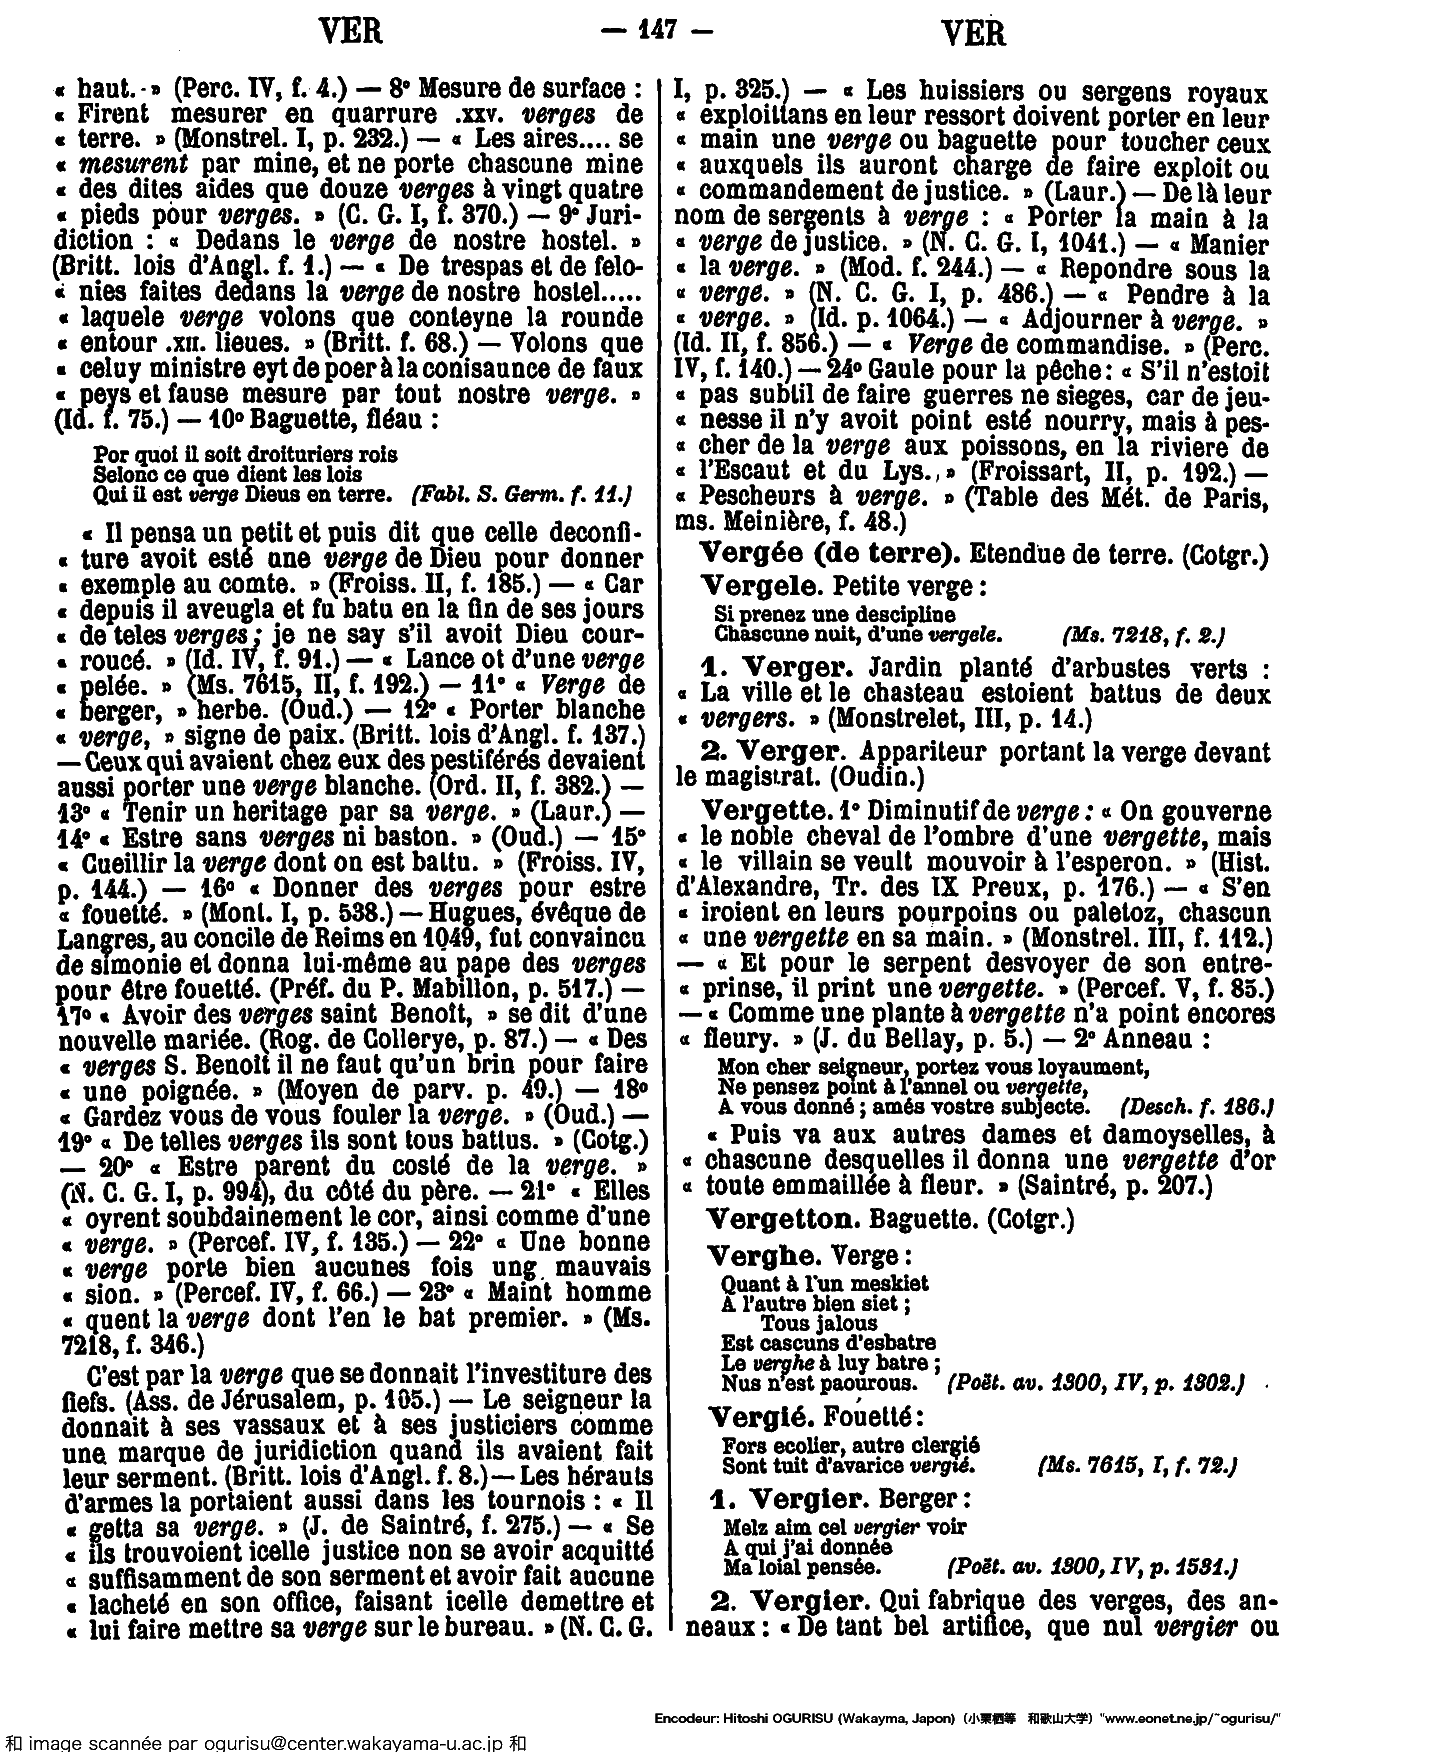 VER — 147 — VER
« haut. » (Perc. IV, f. 4.) — 8° Mesure de surface :
« Firent mesurer en quarrure .xxv. verges de
« terre. » (Monstrel. I, p. 232.) — « Les aires.... se
« mesurent par mine, et ne porte chascune mine
« des dites aides que douze verges à vingt quatre
« pieds pour verges. » (C. G. I, f. 370.) — 9° Juri-
diction : « Dedans le verge de nostre hostel. »
(Britt. lois d'Angl. f. 1.) — « De trespas et de felo-
« nies faites dedans la verge de nostre hostel.....
« laquele verge volons que conteyne la rounde
« entour .xii. lieues. » (Britt. f. 68.) — Volons que
« celuy ministre eyt de poer à la conisaunce de faux
« peys et fause mesure par tout nostre verge. »
(Id. f. 75.) — 10° Baguette, fléau :
Por quoi il soit droituriers rois
Selonc ce que dient les lois
Qui il est verge Dieus en terre. (Fabl. S. Germ. f. 11.)
« Il pensa un petit et puis dit que celle deconfi-
« ture avoit esté une verge de Dieu pour donner
« exemple au comte. » (Froiss. II, f. 185.) — « Car
« depuis il aveugla et fu batu en la fin de ses jours
« de teles verges ; je ne say s'il avoit Dieu cour-
« roucé. » (Id. IV, f. 91.) — « Lance ot d'une verge
« pelée. » (Ms. 7615, II, f. 192.) — 11° « Verge de
« berger, » herbe. (Oud.) — 12° « Porter blanche
« verge, » signe de paix. (Britt. lois d'Angl. f. 137.)
— Ceux qui avaient chez eux des pestiférés devaient
aussi porter une verge blanche. (Ord. II, f. 382.) —
13° « Tenir un heritage par sa verge. » (Laur.) —
14° « Estre sans verges ni baston. » (Oud.) — 15°
« Cueillir la verge dont on est battu. » (Froiss. IV,
p. 144.) — 16° « Donner des verges pour estre
« fouetté. » (Mont. I, p. 538.) — Hugues, évêque de
Langres, au concile de Reims en 1049, fut convaincu
de simonie et donna lui-même au pape des verges
pour être fouetté. (Préf. du P. Mabillon, p. 517.) —
17° « Avoir des verges saint Benoît, » se dit d'une
nouvelle mariée. (Rog. de Collerye, p. 87.) — « Des
« verges S. Benoit il ne faut qu'un brin pour faire
« une poignée. » (Moyen de parv. p. 49.) — 18°
« Gardez vous de vous fouler la verge. » (Oud.) —
19° « De telles verges ils sont tous battus. » (Cotg.)
— 20° « Estre parent du costé de la verge. »
(N. C. G. I, p. 994), du côté du père. — 21° « Elles
« oyrent soubdainement le cor, ainsi comme d'une
« verge. » (Percef. IV, f. 135.) — 22° « Une bonne
« verge porte bien aucunes fois ung mauvais
« sion. » (Percef. IV, f. 66.) — 23° « Maint homme
« quent la verge dont l'en le bat premier. » (Ms.
7218, f. 346.)
C'est par la verge que se donnait l'investiture des
fiefs. (Ass. de Jérusalem, p. 105.) — Le seigneur la
donnait à ses vassaux et à ses justiciers comme
une marque de juridiction quand ils avaient fait
leur serment. (Britt. lois d'Angl. f. 8.) — Les hérauts
d'armes la portaient aussi dans les tournois : « Il
« getta sa verge. » (J. de Saintré, f. 275.) — « Se
« ils trouvoient icelle justice non se avoir acquitté
« suffisamment de son serment et avoir fait aucune
« lacheté en son office, faisant icelle demettre et
« lui faire mettre sa verge sur le bureau. » (N. C. G.
I, p. 325.) — « Les huissiers ou sergens royaux
« exploittans en leur ressort doivent porter en leur
« main une verge ou baguette pour toucher ceux
« auxquels ils auront charge de faire exploit ou
« commandement de justice. » (Laur.) — De là leur
nom de sergents à verge : « Porter la main à la
« verge de justice. » (N. C. G. I, 1041.) — « Manier
« la verge. » (Mod. f. 244.) — « Repondre sous la
« verge. » (N. C. G. I, p. 486.) — « Pendre à la
« verge. » (Id. p. 1064.) — « Adjourner à verge. »
(Id. II, f. 856.) — « Verge de commandise. » (Perc.
IV, f. 140.) — 24° Gaule pour la pêche : « S'il n'estoit
« pas subtil de faire guerres ne sieges, car de jeu-
« nesse il n'y avoit point esté nourry, mais à pes-
« cher de la verge aux poissons, en la riviere de
« l'Escaut et du Lys. » (Froissart, II, p. 192.) —
« Pescheurs à verge. » (Table des Mét. de Paris,
ms. Meinière, f. 48.)
Vergée (de terre). Etendue de terre. (Cotgr.)
Vergele. Petite verge :
Si prenez une descipline
Chascune nuit, d'une vergele. (Ms. 7218, f. 2.)
1. Verger. Jardin planté d'arbustes verts :
« La ville et le chasteau estoient battus de deux
« vergers. » (Monstrelet, III, p. 14.)
2. Verger. Appariteur portant la verge devant
le magistrat. (Oudin.)
Vergette. 1° Diminutif de verge : « On gouverne
« le noble cheval de l'ombre d'une vergette, mais
« le villain se veult mouvoir à l'esperon. » (Hist.
d'Alexandre, Tr. des IX Preux, p. 176.) — « S'en
« iroient en leurs pourpoins ou paletoz, chascun
« une vergette en sa main. » (Monstrel. III, f. 112.)
— « Et pour le serpent desvoyer de son entre-
« prinse, il print une vergette. » (Percef. V, f. 85.)
— « Comme une plante à vergette n'a point encores
« fleury. » (J. du Bellay, p. 5.) — 2° Anneau :
Mon cher seigneur, portez vous loyaument,
Ne pensez point à l'annel ou vergette,
A vous donné ; amés vostre subjecte. (Desch. f. 186.)
« Puis va aux autres dames et damoyselles, à
« chascune desquelles il donna une vergette d'or
« toute emmaillée à fleur. » (Saintré, p. 207.)
Vergetton. Baguette. (Cotgr.)
Verghe. Verge :
Quant à l'un meskiet
A l'autre bien siet ;
Tous jalous
Est cascuns d'esbatre
Le verghe à luy batre ;
Nus n'est paourous. (Poët. av. 1300, IV, p. 1302.)
Vergié. Fouetté :
Fors ecolier, autre clergié
Sont tuit d'avarice vergié. (Ms. 7615, I, f. 72.)
1. Vergier. Berger :
Melz aim cel vergier voir
A qui j'ai donnée
Ma loial pensée. (Poët. av. 1300, IV, p. 1531.)
2. Vergier. Qui fabrique des verges, des an-
neaux : « De tant bel artifice, que nul vergier ou
Encodeur: Hitoshi OGURISU (Wakayma, Japon) (小栗栖等 和歌山大学) "www.eonet.ne.jp/~ogurisu/"
和 image scannée par ogurisu@center.wakayama-u.ac.jp 和